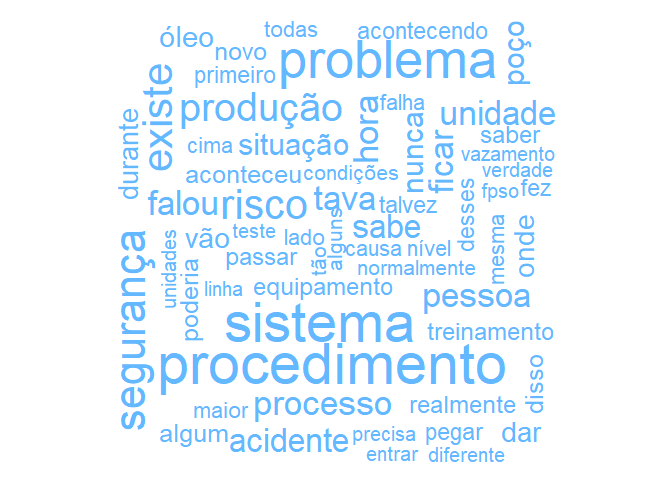 todas
acontecendo
óleo
novo
problema
poço
primeiro
existe
produção
hora
falha
unidade
durante
cima
situação
nunca
ficar
saber
vazamento
aconteceu
condições
verdade
falou
risco
tava
talvez
desses
fpso
fez
segurança
unidades
vão
teste
lado
alguns
tão
sabe
mesma
onde
passar
causa
nível
normalmente
poderia
linha
equipamento
pessoa
sistema
treinamento
procedimento
disso
maior
processo
realmente
algum
acidente
precisa
pegar
dar
entrar
diferente